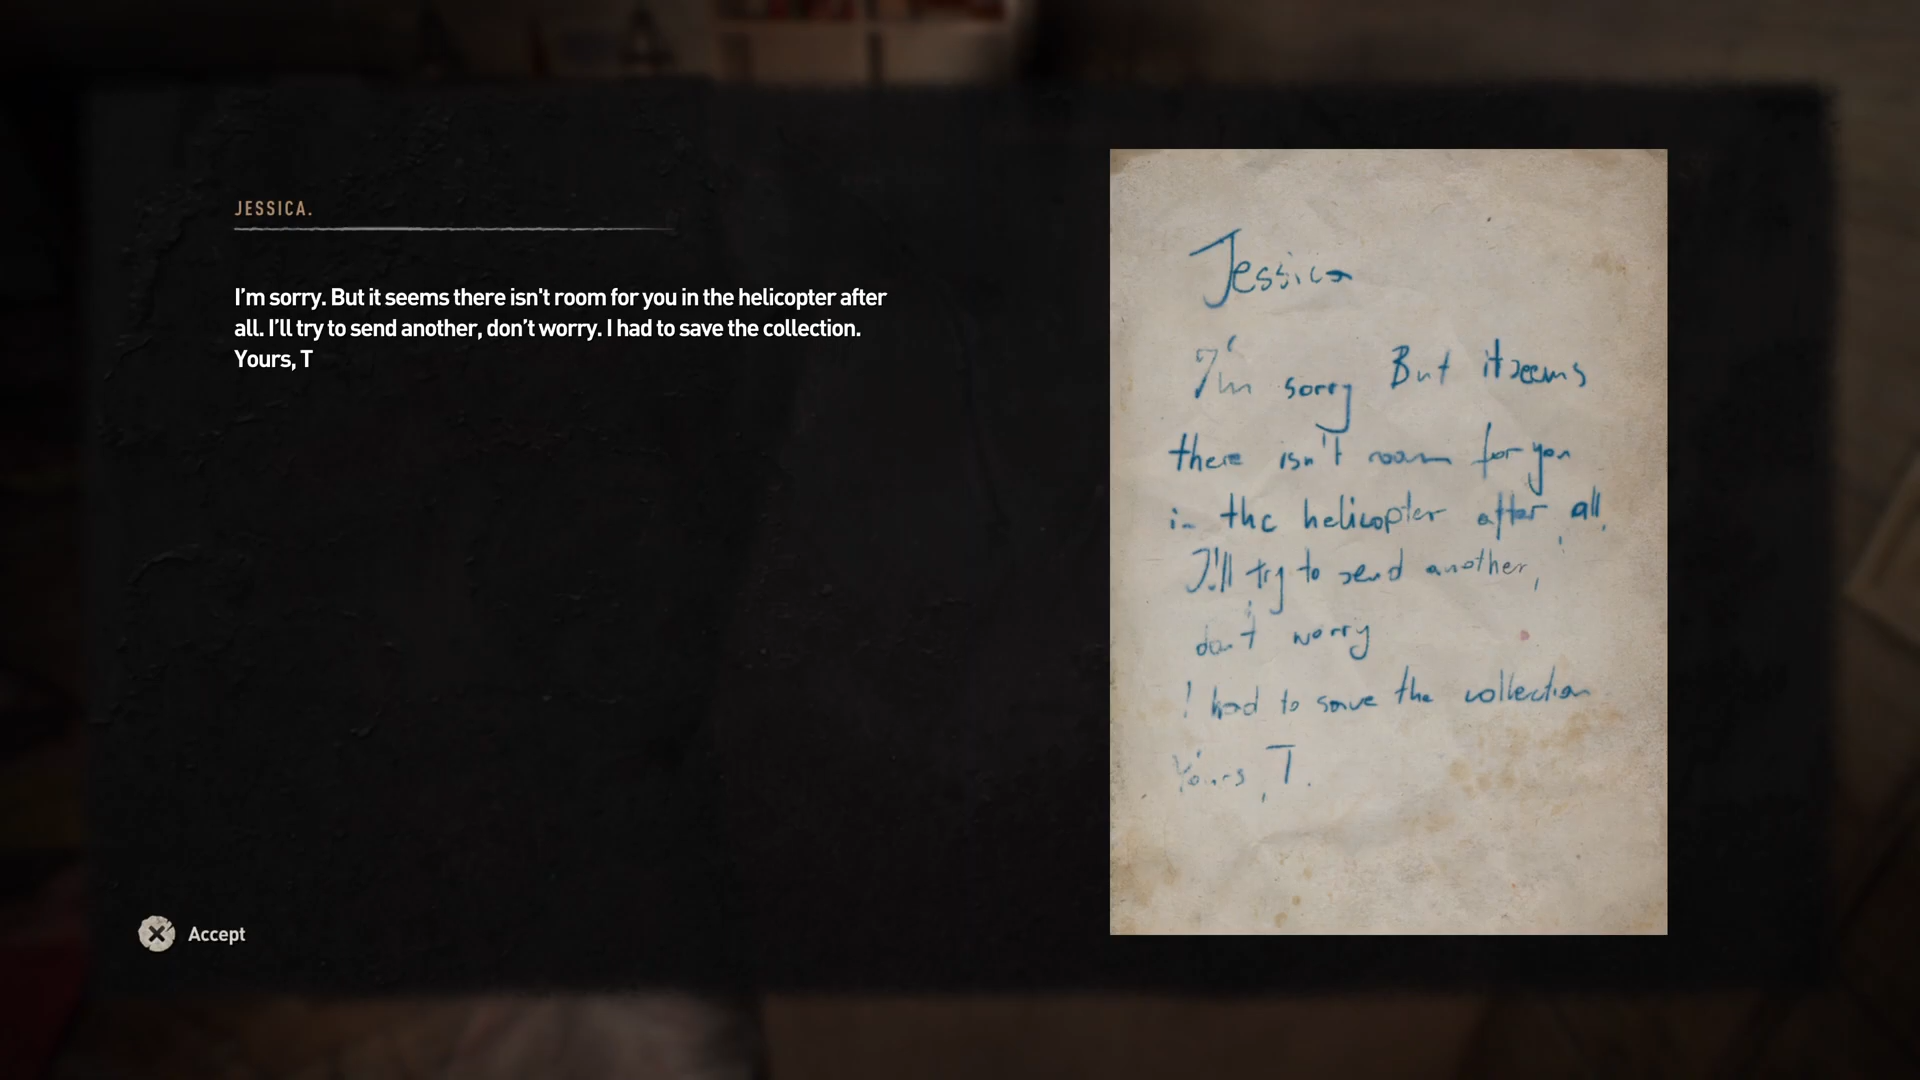 JESSICA.
I'm sorry. But it seems there isn't room for you in the helicopter after
all. I'll try to send another, don't worry. I had to save the collection.
Yours, T
Accept
Jessica
I'm sorry But it seems
there isn't room for you
in the helicopter after all.
I'll try to send another,
don't worry
I had to save the collection
Yours, T.